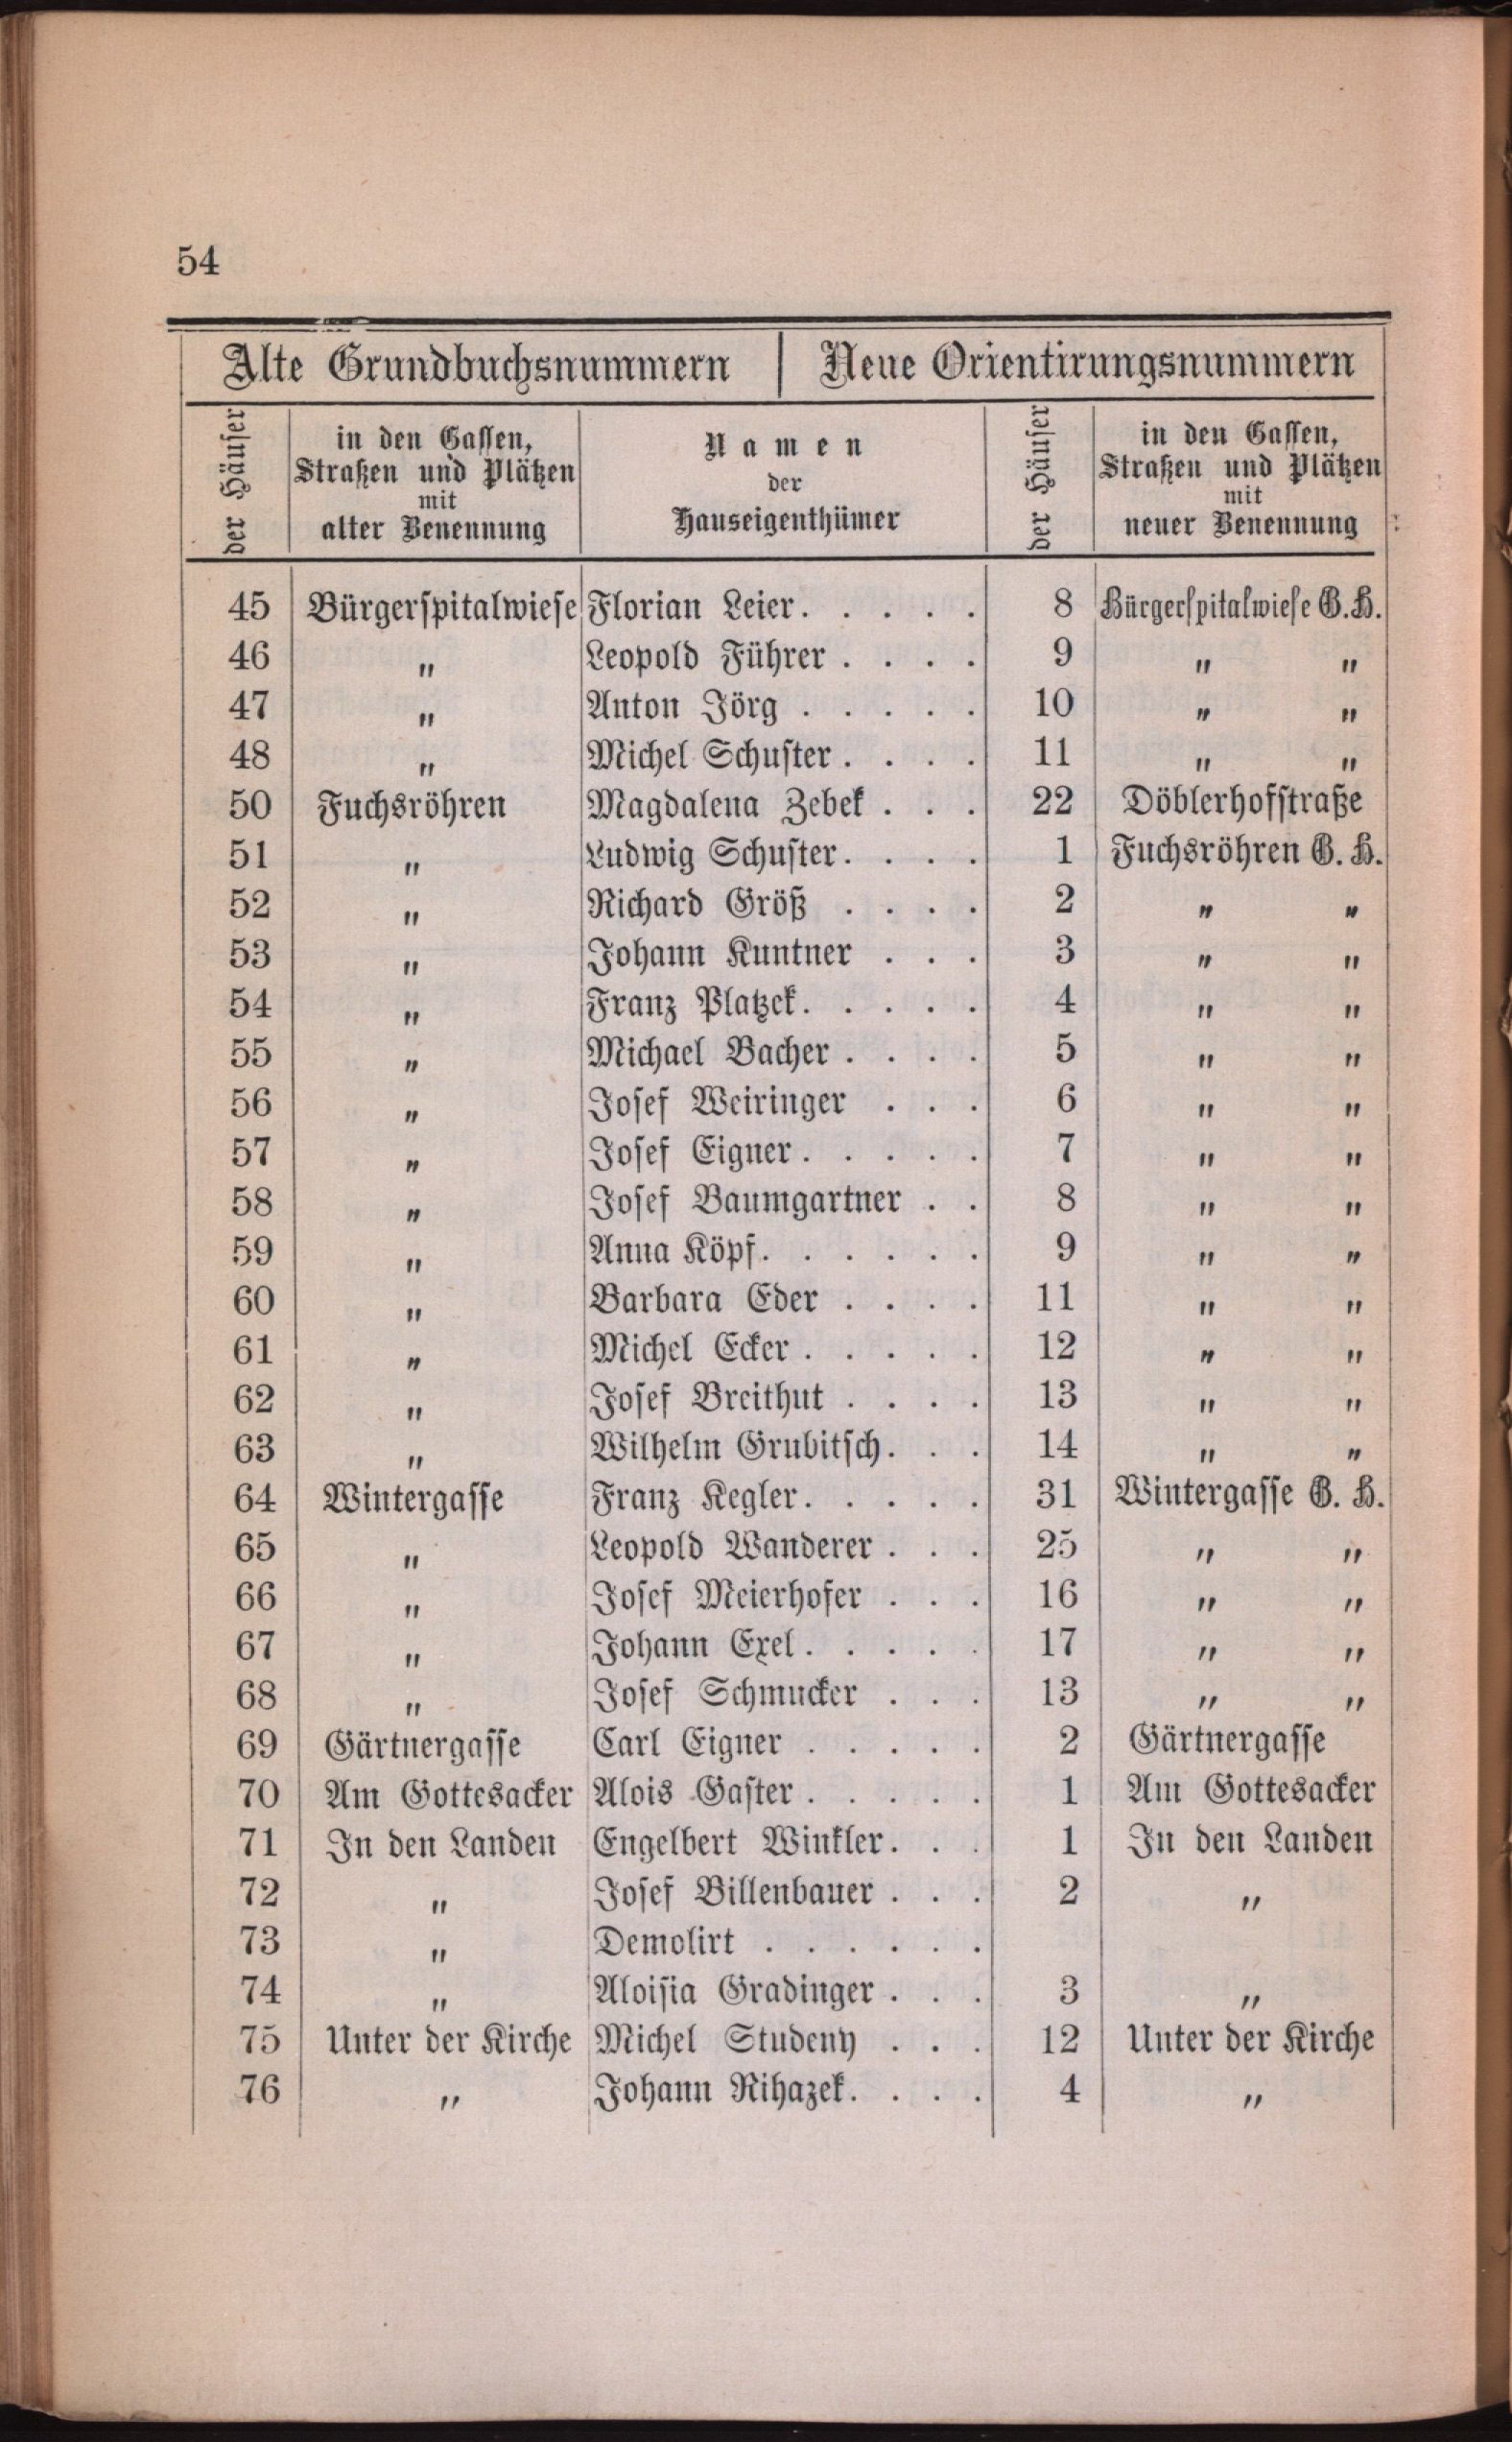 54
Alte Grundbuchsnummern | Neue Orientirungsnummern
der Häuser | in den Gassen, Straßen und Plätzen mit alter Benennung | Namen der Hauseigenthümer | der Häuser | in den Gassen, Straßen und Plätzen mit neuer Benennung
45 Bürgerspitalwiese Florian Leier. . . . . 8 Bürgerspitalwiese G.H.
46 „ Leopold Führer . . . . 9 „ „
47 „ Anton Jörg . . . . . 10 „ „
48 „ Michel Schuster . . . . 11 „ „
50 Fuchsröhren Magdalena Zebek . . . 22 Döblerhofstraße
51 „ Ludwig Schuster. . . . 1 Fuchsröhren G. H.
52 „ Richard Größ . . . . 2 „ „
53 „ Johann Kuntner . . . 3 „ „
54 „ Franz Platzek. . . . . 4 „ „
55 „ Michael Bacher . . . . 5 „ „
56 „ Josef Weiringer . . . 6 „ „
57 „ Josef Eigner. . . . . 7 „ „
58 „ Josef Baumgartner . . 8 „ „
59 „ Anna Köpf. . . . . . 9 „ „
60 „ Barbara Eder . . . . 11 „ „
61 „ Michel Ecker . . . . . 12 „ „
62 „ Josef Breithut . . . . 13 „ „
63 „ Wilhelm Grubitsch. . . 14 „ „
64 Wintergasse Franz Kegler. . . . . 31 Wintergasse G. H.
65 „ Leopold Wanderer . . . 25 „ „
66 „ Josef Meierhofer . . . 16 „ „
67 „ Johann Exel. . . . . 17 „ „
68 „ Josef Schmucker . . . 13 „ „
69 Gärtnergasse Carl Eigner . . . . . 2 Gärtnergasse
70 Am Gottesacker Alois Gaster . . . . . 1 Am Gottesacker
71 In den Landen Engelbert Winkler. . . 1 In den Landen
72 „ Josef Billenbauer . . . 2 „
73 „ Demolirt . . . . . .
74 „ Aloisia Gradinger . . . 3 „
75 Unter der Kirche Michel Studeny . . . 12 Unter der Kirche
76 „ Johann Rihazek. . . . 4 „